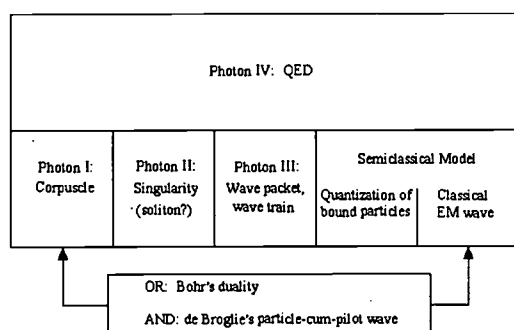 Photon IV: QED
Photon I:
Corpuscle
Photon II:
Singularity
(soliton?)
Photon III:
Wave packet,
wave train
Semiclassical Model
Quantization of
bound particles
Classical
EM wave
OR: Bohr's duality
AND: de Broglie's particle-cum-pilot wave